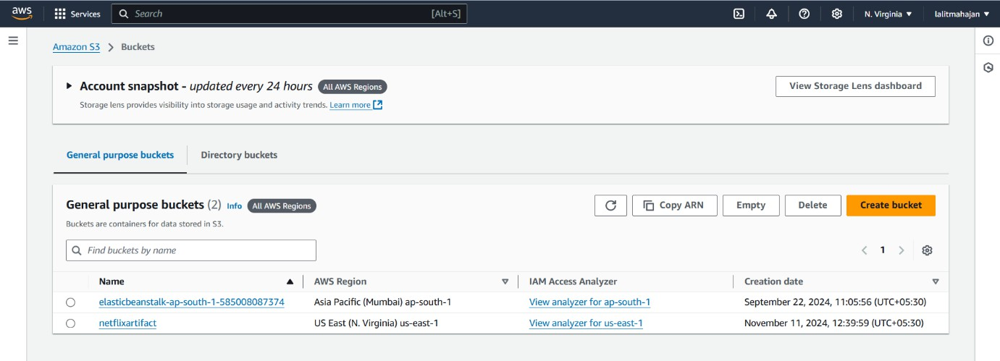 aws Services Search [Alt+S] N. Virginia lalitmahajan
Amazon S3 Buckets
Account snapshot - updated every 24 hours All AWS Regions View Storage Lens dashboard
Storage lens provides visibility into storage usage and activity trends. Learn more
General purpose buckets Directory buckets
General purpose buckets (2) Info All AWS Regions Copy ARN Empty Delete Create bucket
Buckets are containers for data stored in S3.
Find buckets by name 1
Name AWS Region IAM Access Analyzer Creation date
elasticbeanstalk-ap-south-1-585008087374 Asia Pacific (Mumbai) ap-south-1 View analyzer for ap-south-1 September 22, 2024, 11:05:56 (UTC+05:30)
netflixartifact US East (N. Virginia) us-east-1 View analyzer for us-east-1 November 11, 2024, 12:39:59 (UTC+05:30)